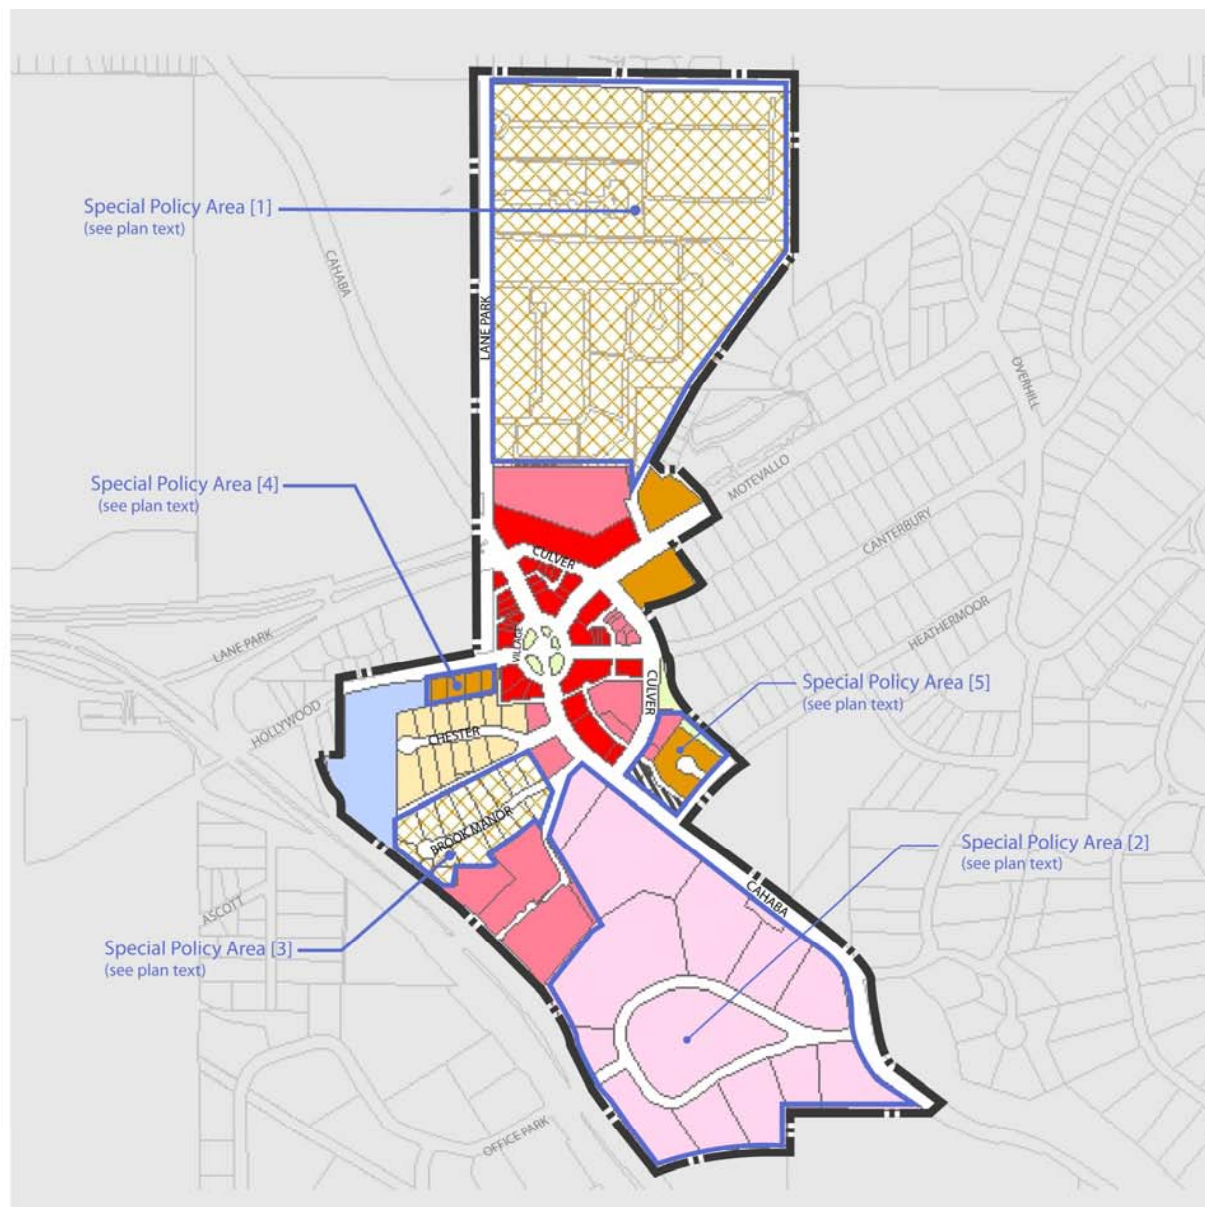 Special Policy Area [1]
(see plan text)
CAHABA
LANE PARK
OVERHILL
MOTEVALLO
Special Policy Area [4]
(see plan text)
CANTERBURY
CULVER
HEATHERMOOR
LANE PARK
VILLAGE
CULVER
Special Policy Area [5]
(see plan text)
HOLLYWOOD
CHESTER
BROOK MANOR
Special Policy Area [2]
(see plan text)
CAHABA
ASCOTT
Special Policy Area [3]
(see plan text)
OFFICE PARK